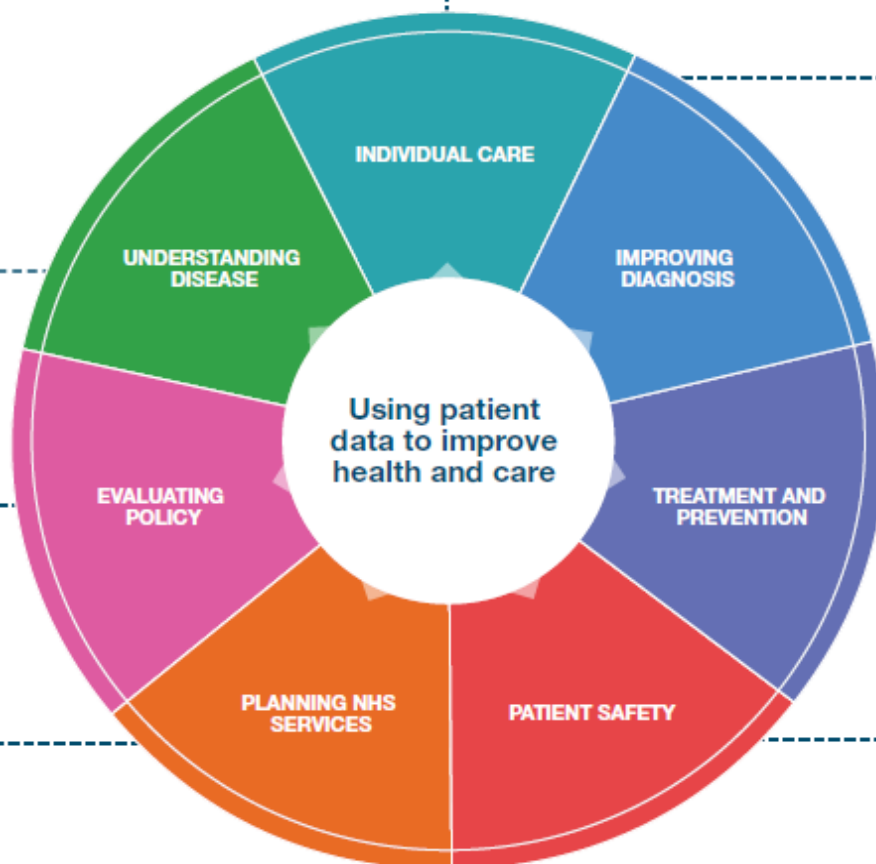 INDIVIDUAL CARE
IMPROVING
DIAGNOSIS
TREATMENT AND
PREVENTION
PATIENT SAFETY
PLANNING NHS
SERVICES
EVALUATING
POLICY
UNDERSTANDING
DISEASE
Using patient
data to improve
health and care